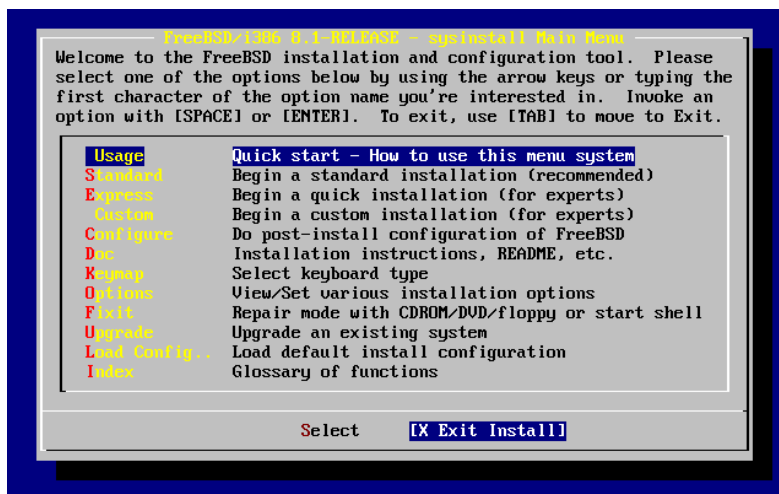 FreeBSD/i386 8.1-RELEASE - sysinstall Main Menu
Welcome to the FreeBSD installation and configuration tool.  Please
select one of the options below by using the arrow keys or typing the
first character of the option name you're interested in.  Invoke an
option with [SPACE] or [ENTER].  To exit, use [TAB] to move to Exit.
Usage Quick start - How to use this menu system
Standard Begin a standard installation (recommended)
Express Begin a quick installation (for experts)
Custom Begin a custom installation (for experts)
Configure Do post-install configuration of FreeBSD
Doc Installation instructions, README, etc.
Keymap Select keyboard type
Options View/Set various installation options
Fixit Repair mode with CDROM/DVD/floppy or start shell
Upgrade Upgrade an existing system
Load Config.. Load default install configuration
Index Glossary of functions
Select [X Exit Install]